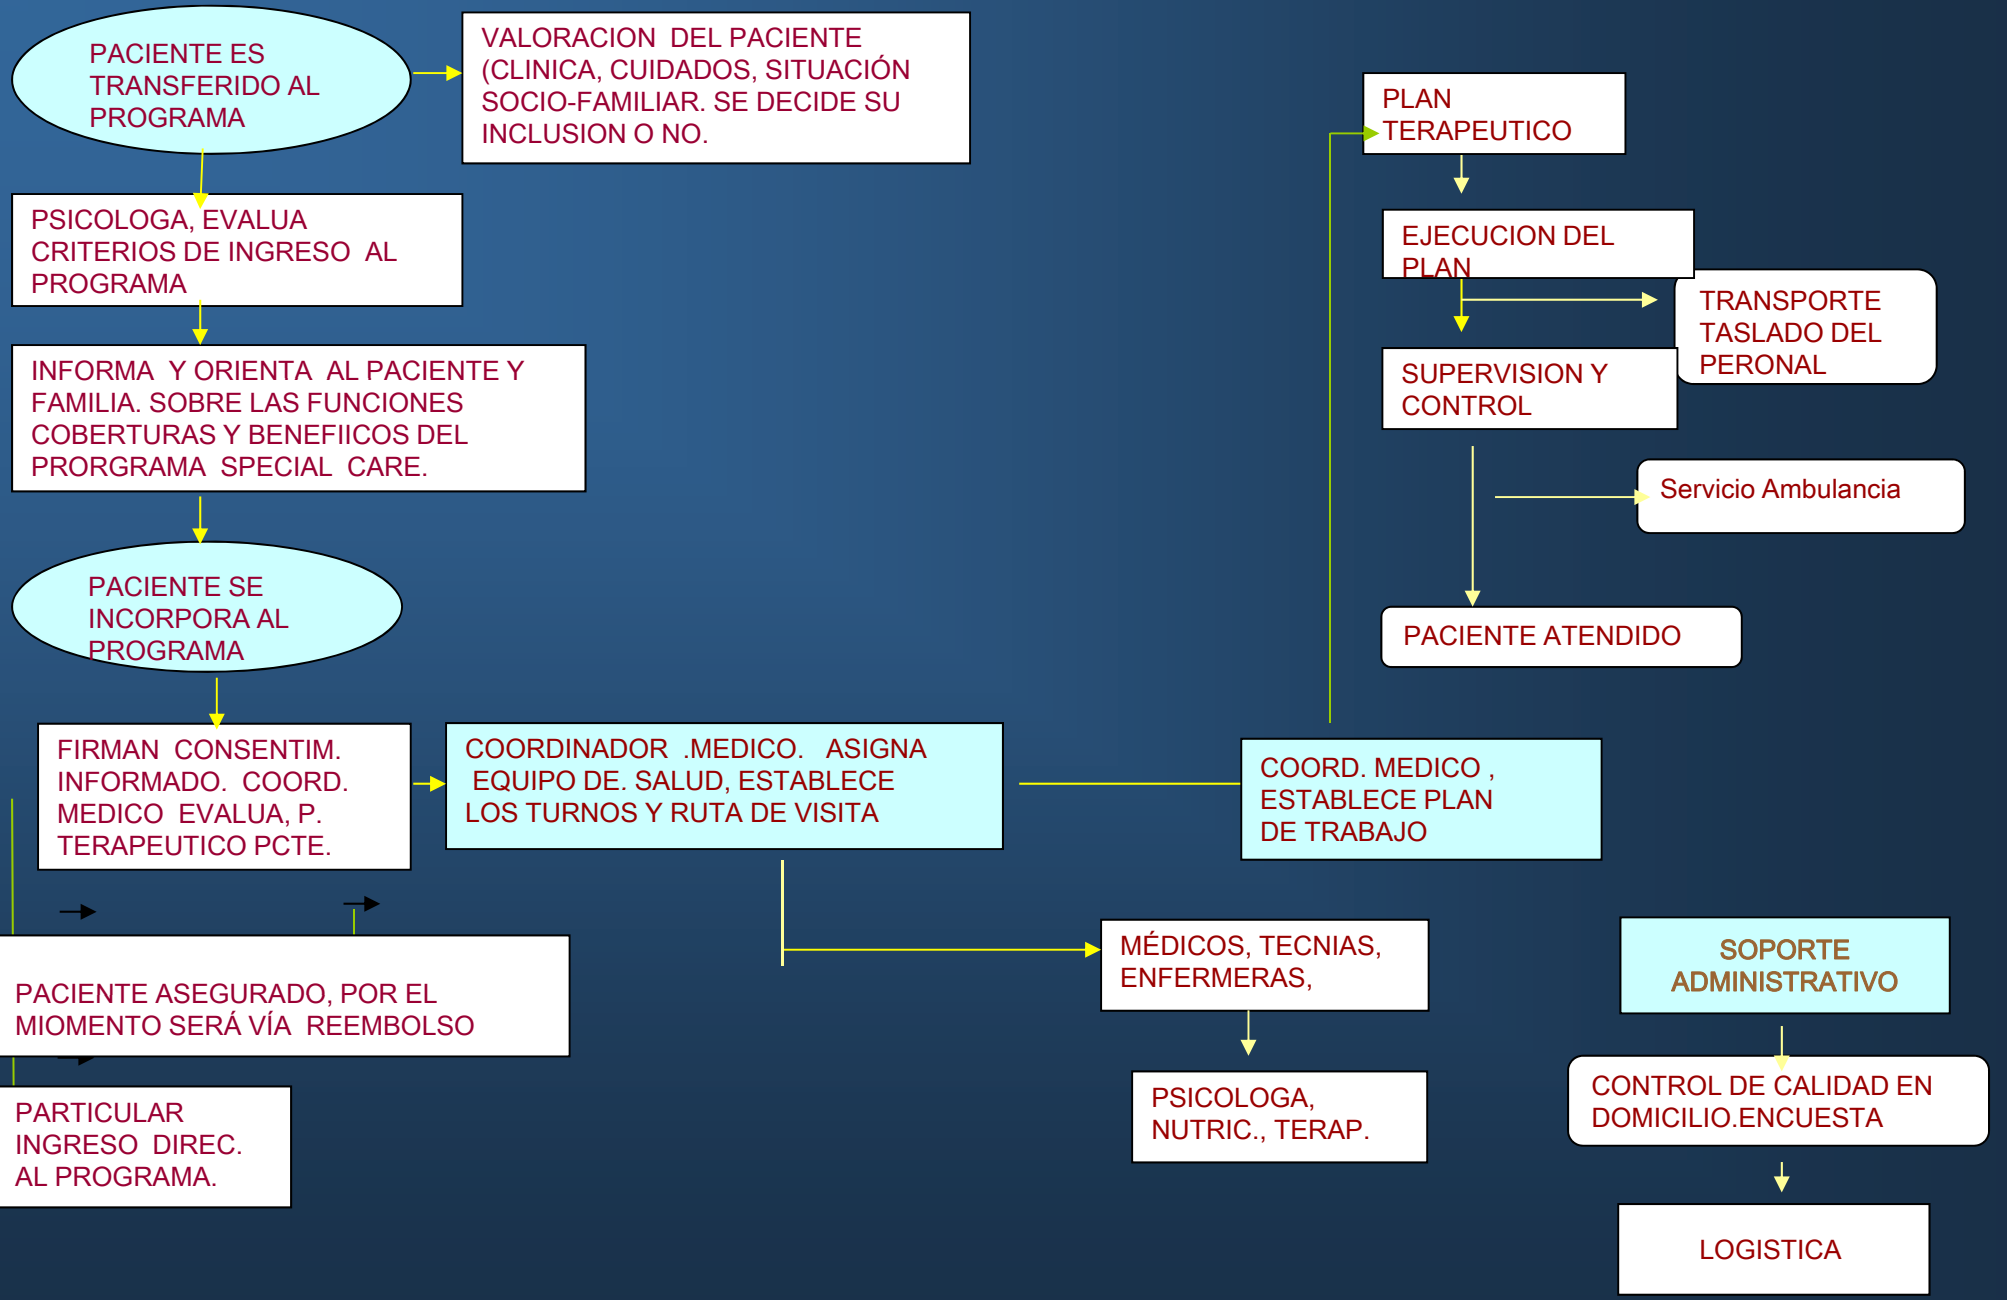 PACIENTE ES
TRANSFERIDO AL
PROGRAMA
VALORACION DEL PACIENTE
(CLINICA, CUIDADOS, SITUACIÓN
SOCIO-FAMILIAR. SE DECIDE SU
INCLUSION O NO.
PSICOLOGA, EVALUA
CRITERIOS DE INGRESO AL
PROGRAMA
INFORMA Y ORIENTA AL PACIENTE Y
FAMILIA. SOBRE LAS FUNCIONES
COBERTURAS Y BENEFIICOS DEL
PRORGRAMA SPECIAL CARE.
PACIENTE SE
INCORPORA AL
PROGRAMA
FIRMAN CONSENTIM.
INFORMADO. COORD.
MEDICO EVALUA, P.
TERAPEUTICO PCTE.
COORDINADOR .MEDICO. ASIGNA
EQUIPO DE. SALUD, ESTABLECE
LOS TURNOS Y RUTA DE VISITA
COORD. MEDICO ,
ESTABLECE PLAN
DE TRABAJO
PLAN
TERAPEUTICO
EJECUCION DEL
PLAN
TRANSPORTE
TASLADO DEL
PERONAL
SUPERVISION Y
CONTROL
Servicio Ambulancia
PACIENTE ATENDIDO
PACIENTE ASEGURADO, POR EL
MIOMENTO SERÁ VÍA REEMBOLSO
PARTICULAR
INGRESO DIREC.
AL PROGRAMA.
MÉDICOS, TECNIAS,
ENFERMERAS,
PSICOLOGA,
NUTRIC., TERAP.
SOPORTE
ADMINISTRATIVO
CONTROL DE CALIDAD EN
DOMICILIO.ENCUESTA
LOGISTICA